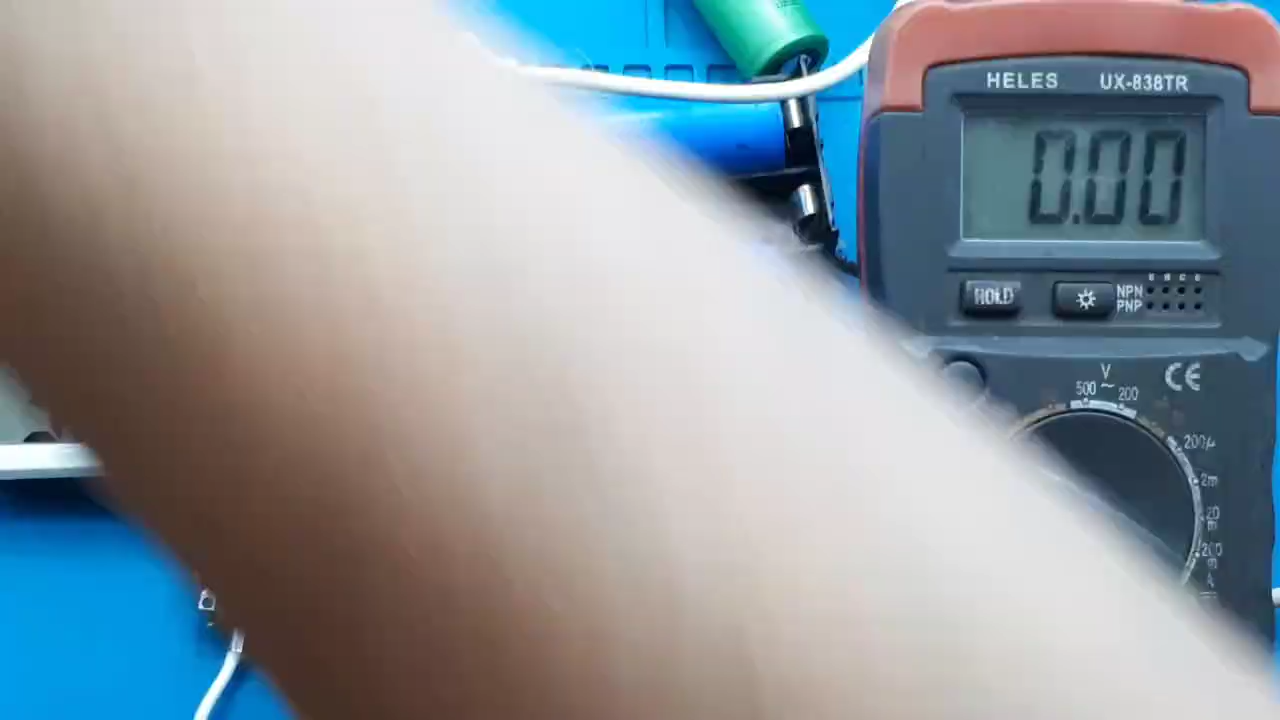 HELES UX-838TR
0.00
HOLD
NPN
PNP
V
~
500 200
CE
200µ
2m
20
m
200
m
A